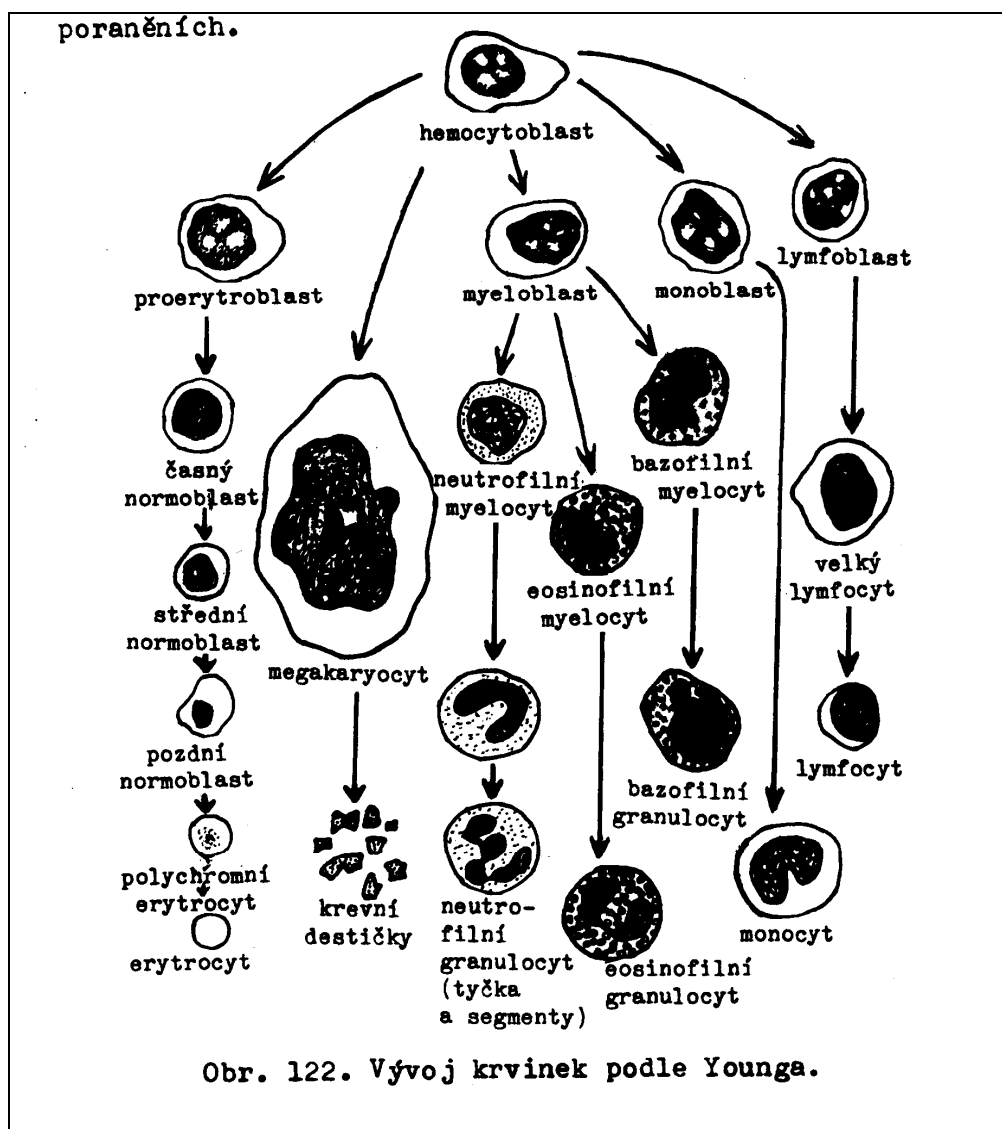 poraněních.
hemocytoblast
proerytroblast
myeloblast
monoblast
lymfoblast
časný
normoblast
neutrofilní
myelocyt
bazofilní
myelocyt
střední
normoblast
eosinofilní
myelocyt
velký
lymfocyt
megakaryocyt
pozdní
normoblast
bazofilní
granulocyt
lymfocyt
polychromní
erytrocyt
erytrocyt
krevní
destičky
neutro-
filní
granulocyt
(tyčka
a segmenty)
eosinofilní
granulocyt
monocyt
Obr. 122. Vývoj krvinek podle Younga.